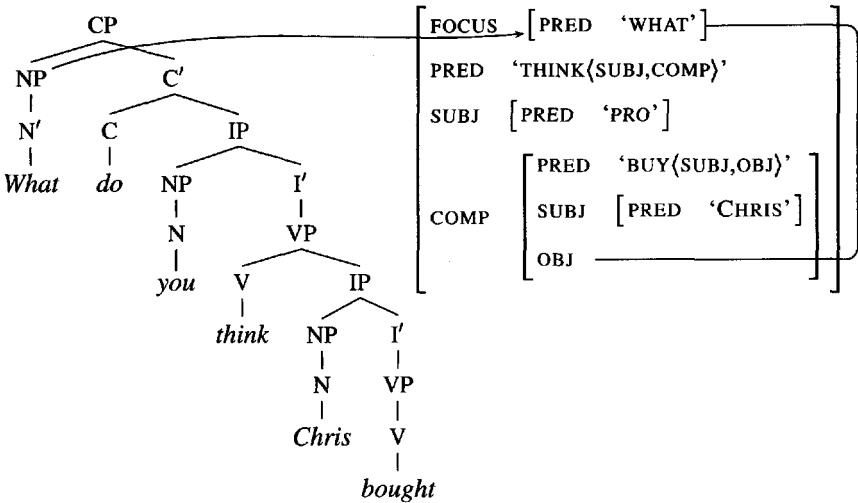 CP
NP C′
N′ C IP
What do NP I′
N VP
you V IP
think NP I′
N VP
Chris V
bought
FOCUS [PRED ‘WHAT’]
PRED ‘THINK⟨SUBJ,COMP⟩’
SUBJ [PRED ‘PRO’]
COMP [PRED ‘BUY⟨SUBJ,OBJ⟩’
SUBJ [PRED ‘CHRIS’]
OBJ]